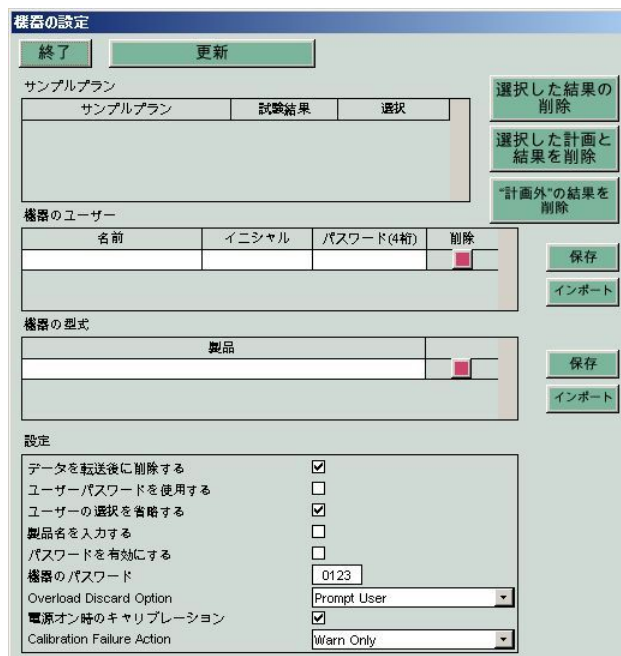 機器の設定
終了 更新
サンプルプラン
サンプルプラン 試験結果 選択
選択した結果の
削除
選択した計画と
結果を削除
"計画外"の結果を
削除
機器のユーザー
名前 イニシャル パスワード(4桁) 削除
保存
インポート
機器の型式
製品
保存
インポート
設定
データを転送後に削除する
ユーザーパスワードを使用する
ユーザーの選択を省略する
製品名を入力する
パスワードを有効にする
機器のパスワード 0123
Overload Discard Option Prompt User
電源オン時のキャリブレーション
Calibration Failure Action Warn Only